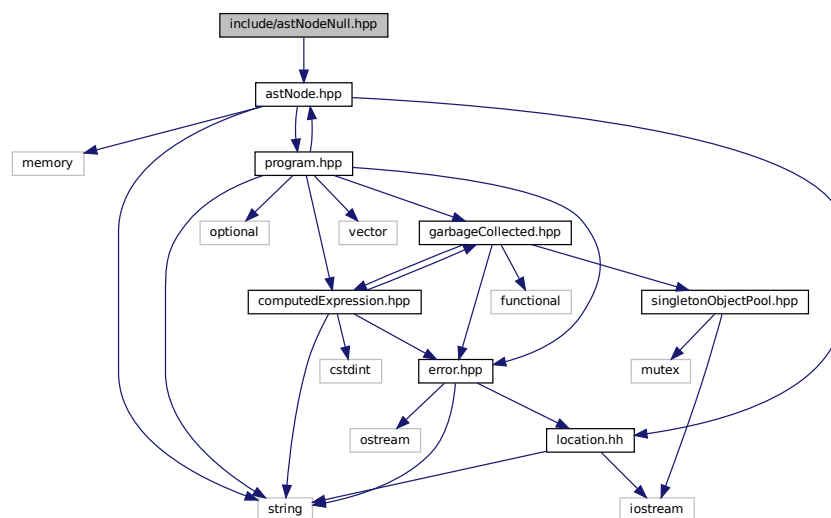 include/astNodeNull.hpp
astNode.hpp
memory
program.hpp
optional
vector
garbageCollected.hpp
computedExpression.hpp
functional
singletonObjectPool.hpp
cstdint
error.hpp
mutex
ostream
location.hh
string
iostream